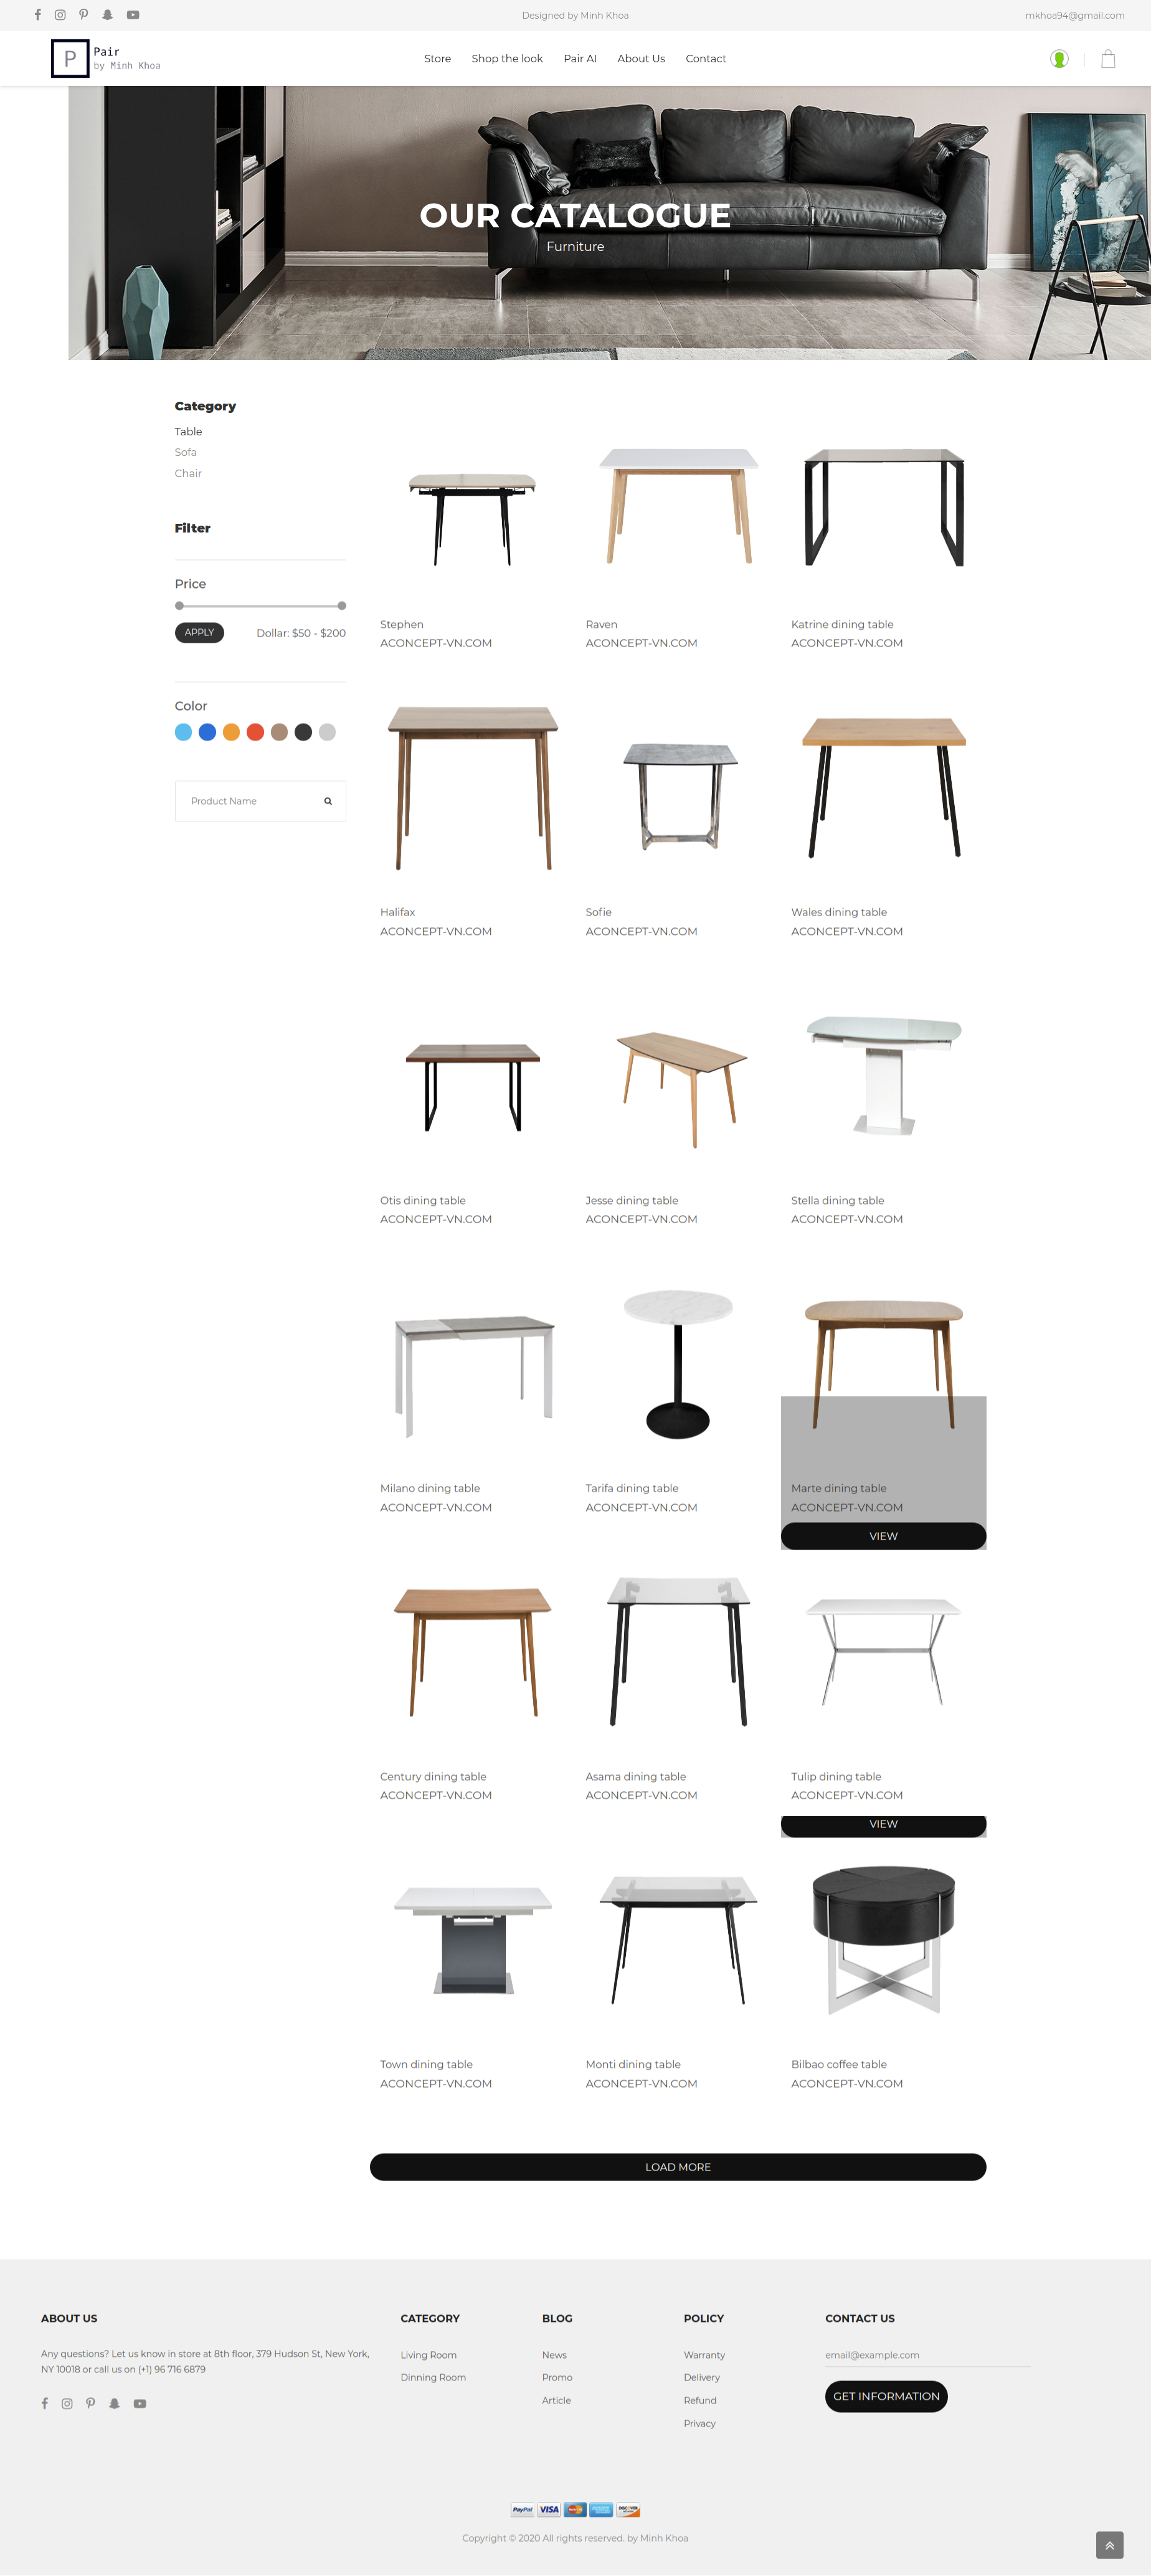 Designed by Minh Khoa
mkhoa94@gmail.com
P
Pair
by Minh Khoa
Store Shop the look Pair AI About Us Contact
OUR CATALOGUE
Furniture
Category
Table
Sofa
Chair
Filter
Price
APPLY
Dollar: $50 - $200
Color
Product Name
Stephen
ACONCEPT-VN.COM
Raven
ACONCEPT-VN.COM
Katrine dining table
ACONCEPT-VN.COM
Halifax
ACONCEPT-VN.COM
Sofie
ACONCEPT-VN.COM
Wales dining table
ACONCEPT-VN.COM
Otis dining table
ACONCEPT-VN.COM
Jesse dining table
ACONCEPT-VN.COM
Stella dining table
ACONCEPT-VN.COM
Milano dining table
ACONCEPT-VN.COM
Tarifa dining table
ACONCEPT-VN.COM
Marte dining table
ACONCEPT-VN.COM
VIEW
Century dining table
ACONCEPT-VN.COM
Asama dining table
ACONCEPT-VN.COM
Tulip dining table
ACONCEPT-VN.COM
VIEW
Town dining table
ACONCEPT-VN.COM
Monti dining table
ACONCEPT-VN.COM
Bilbao coffee table
ACONCEPT-VN.COM
LOAD MORE
ABOUT US
Any questions? Let us know in store at 8th floor, 379 Hudson St, New York,
NY 10018 or call us on (+1) 96 716 6879
CATEGORY
Living Room
Dinning Room
BLOG
News
Promo
Article
POLICY
Warranty
Delivery
Refund
Privacy
CONTACT US
email@example.com
GET INFORMATION
PayPal VISA
Copyright © 2020 All rights reserved. by Minh Khoa